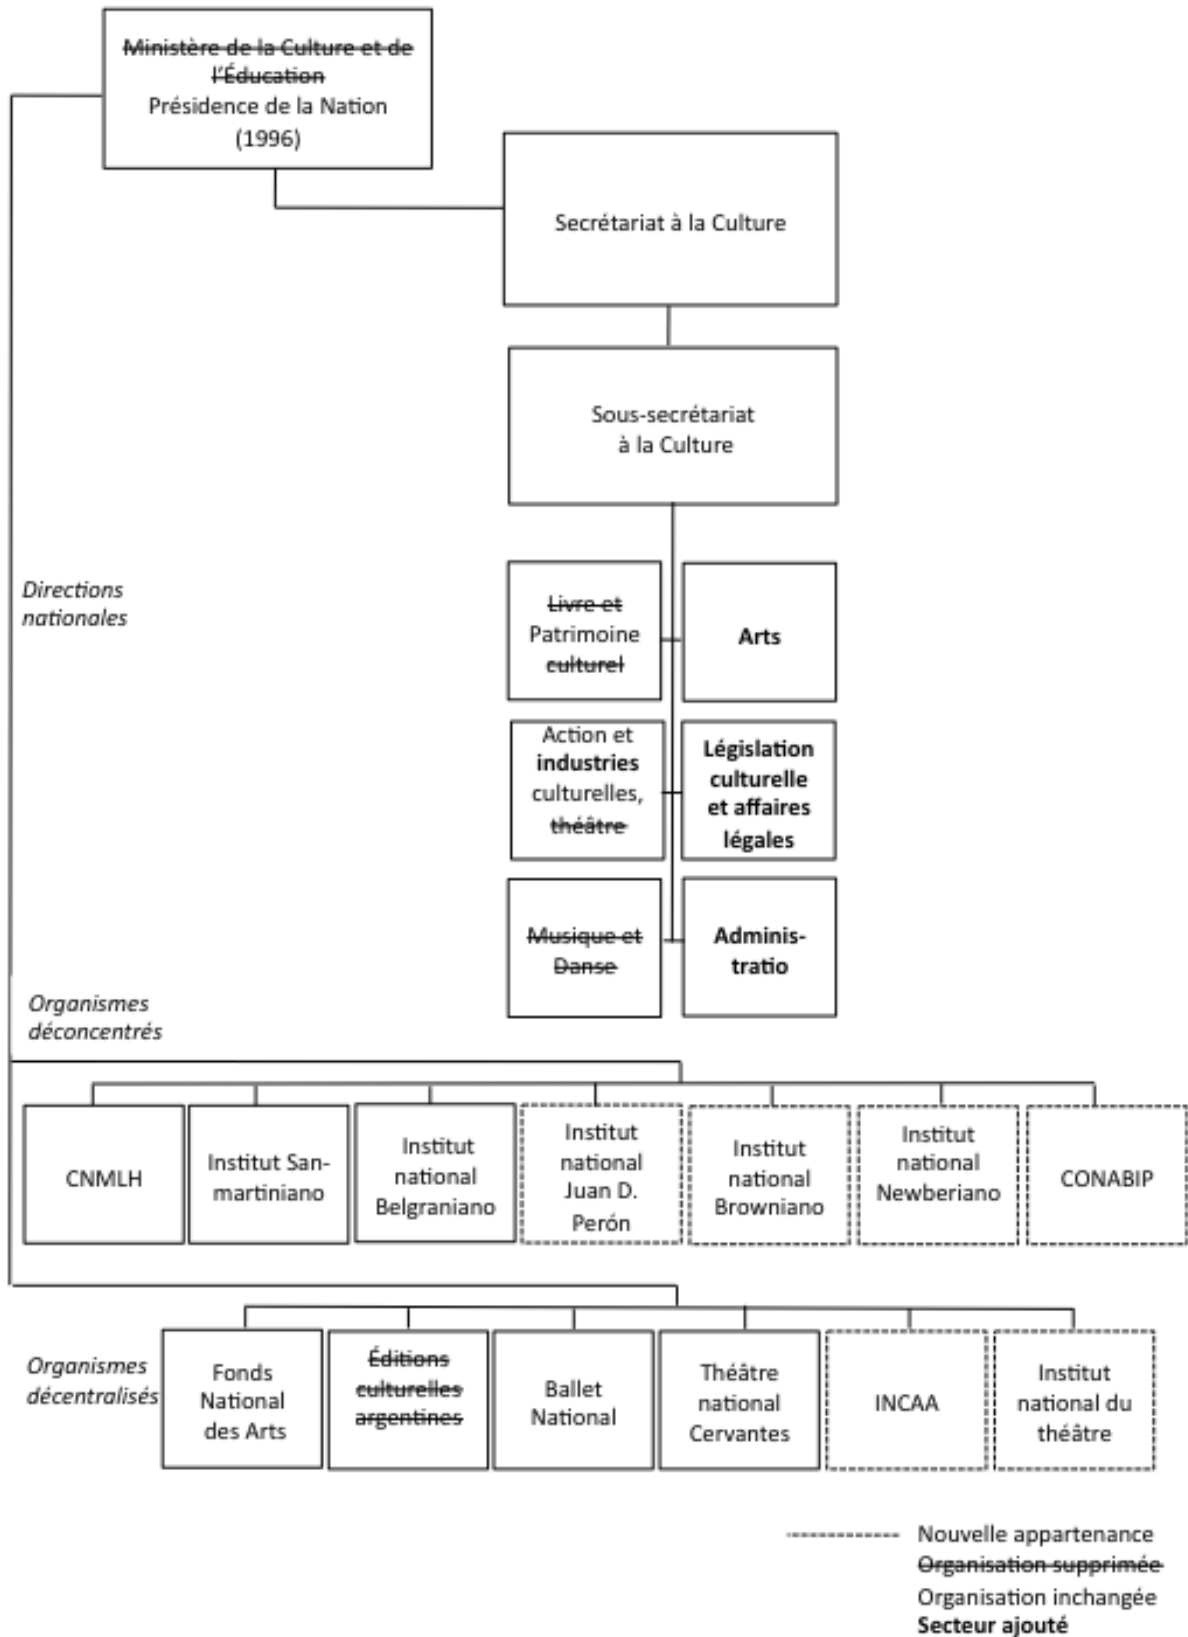 Ministère de la Culture et de
l'Éducation
Présidence de la Nation
(1996)
Secrétariat à la Culture
Sous-secrétariat
à la Culture
Directions
nationales
Livre et
Patrimoine
culturel
Arts
Action et
industries
culturelles,
théâtre
Législation
culturelle
et affaires
légales
Musique et
Danse
Adminis-
tratio
Organismes
déconcentrés
CNMLH
Institut San-
martiniano
Institut
national
Belgraniano
Institut
national
Juan D.
Perón
Institut
national
Browniano
Institut
national
Newberiano
CONABIP
Organismes
décentralisés
Fonds
National
des Arts
Éditions
culturelles
argentines
Ballet
National
Théâtre
national
Cervantes
INCAA
Institut
national du
théâtre
Nouvelle appartenance
Organisation supprimée
Organisation inchangée
Secteur ajouté